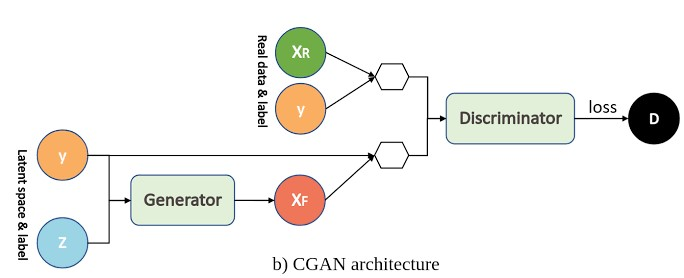 XR
Real data & label
y
Discriminator
loss
D
y
Latent space & label
Generator
XF
Z
b) CGAN architecture